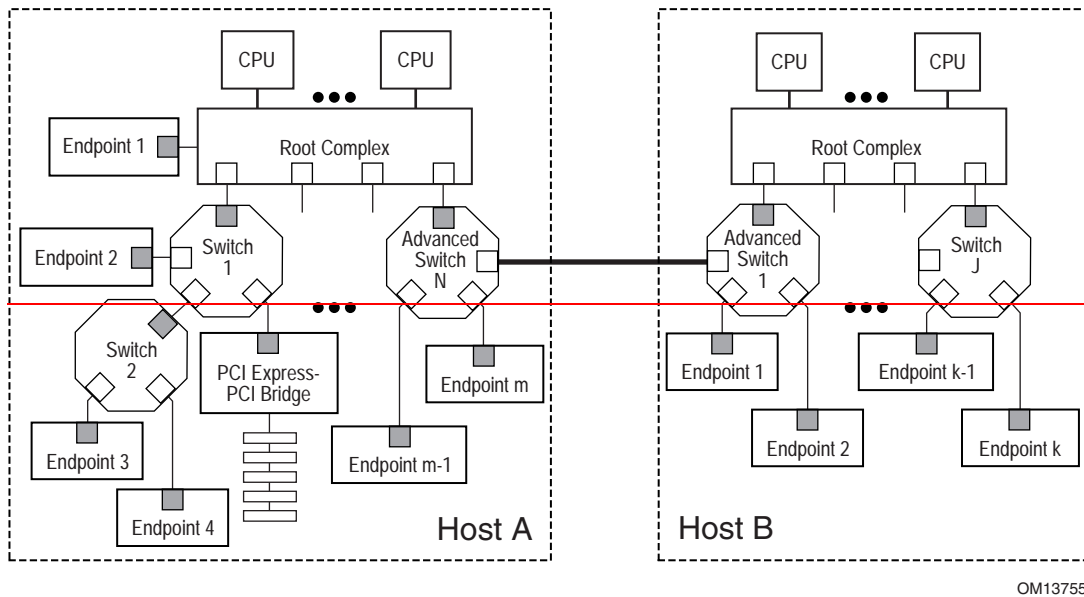 CPU
CPU
CPU
CPU
Endpoint 1
Root Complex
Root Complex
Endpoint 2
Switch
1
Advanced
Switch
N
Advanced
Switch
1
Switch
J
Switch
2
PCI Express-
PCI Bridge
Endpoint m
Endpoint 1
Endpoint k-1
Endpoint 3
Endpoint m-1
Endpoint 2
Endpoint k
Endpoint 4
Host A
Host B
OM13755